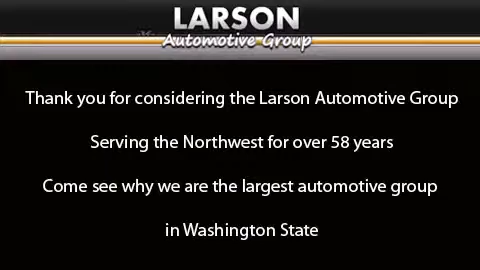 LARSON
Automotive Group
Thank you for considering the Larson Automotive Group
Serving the Northwest for over 58 years
Come see why we are the largest automotive group
in Washington State